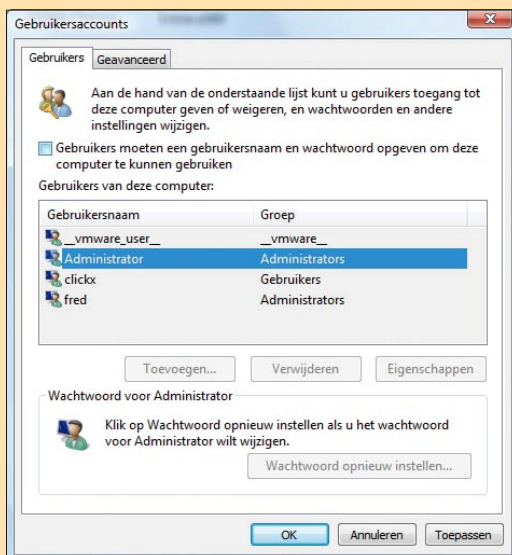 Gebruikersaccounts
Gebruikers Geavanceerd
Aan de hand van de onderstaande lijst kunt u gebruikers toegang tot
deze computer geven of weigeren, en wachtwoorden en andere
instellingen wijzigen.
Gebruikers moeten een gebruikersnaam en wachtwoord opgeven om deze
computer te kunnen gebruiken
Gebruikers van deze computer:
Gebruikersnaam Groep
__vmware_user__ __vmware__
Administrator Administrators
clickx Gebruikers
fred Administrators
Toevoegen... Verwijderen Eigenschappen
Wachtwoord voor Administrator
Klik op Wachtwoord opnieuw instellen als u het wachtwoord
voor Administrator wilt wijzigen.
Wachtwoord opnieuw instellen...
OK Annuleren Toepassen